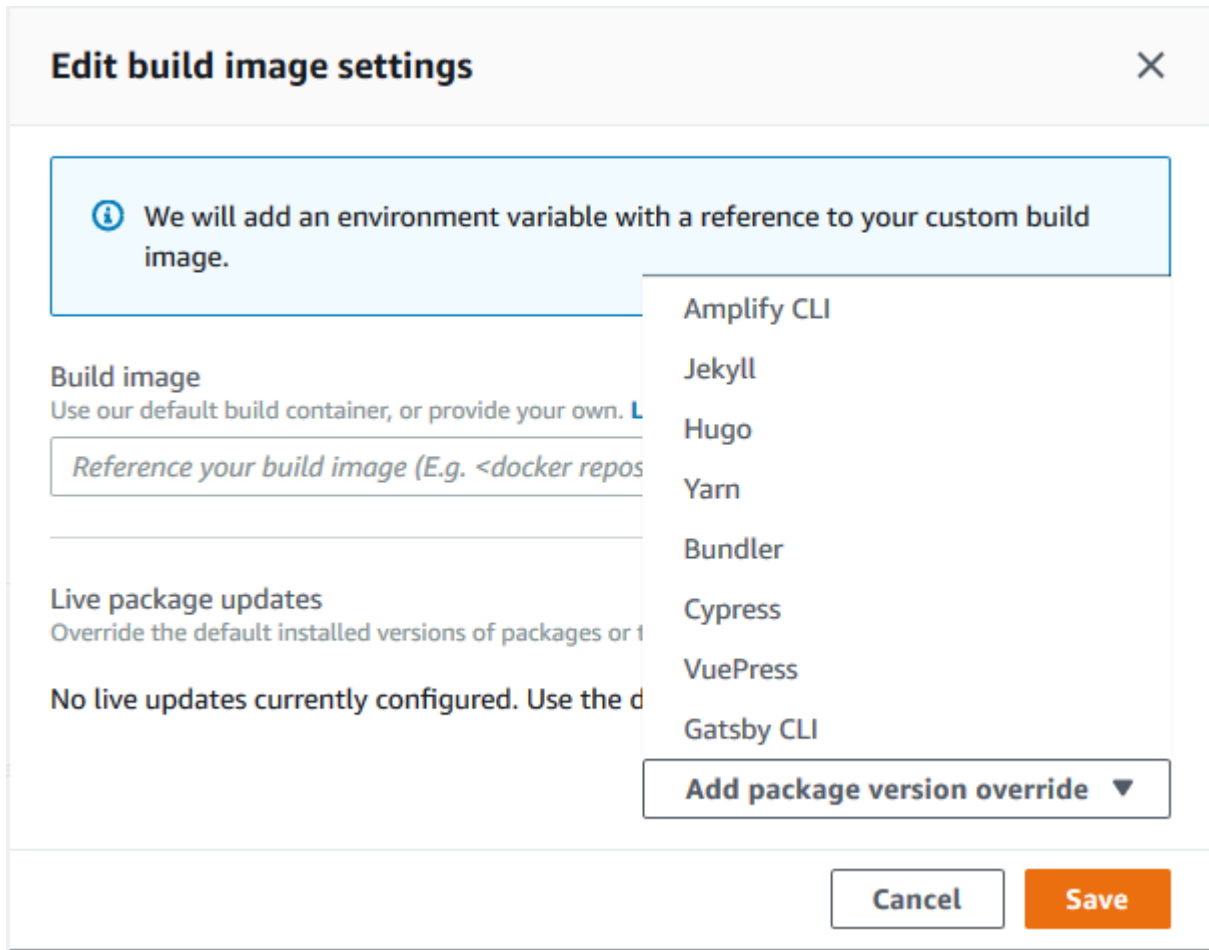 Edit build image settings
We will add an environment variable with a reference to your custom build
image.
Build image
Use our default build container, or provide your own.
Reference your build image (E.g. <docker repos
Live package updates
Override the default installed versions of packages or
No live updates currently configured. Use the
Amplify CLI
Jekyll
Hugo
Yarn
Bundler
Cypress
VuePress
Gatsby CLI
Add package version override
Cancel
Save